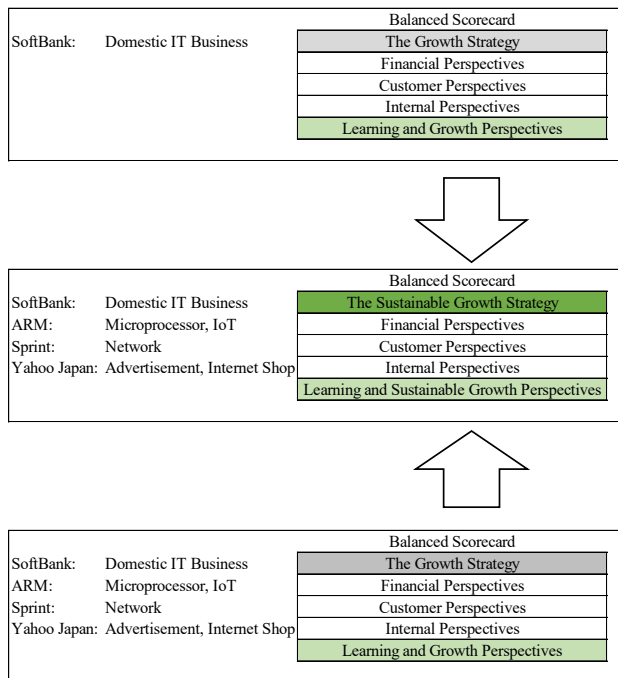 Balanced Scorecard
SoftBank: Domestic IT Business The Growth Strategy
Financial Perspectives
Customer Perspectives
Internal Perspectives
Learning and Growth Perspectives
Balanced Scorecard
SoftBank: Domestic IT Business The Sustainable Growth Strategy
ARM: Microprocessor, IoT Financial Perspectives
Sprint: Network Customer Perspectives
Yahoo Japan: Advertisement, Internet Shop Internal Perspectives
Learning and Sustainable Growth Perspectives
Balanced Scorecard
SoftBank: Domestic IT Business The Growth Strategy
ARM: Microprocessor, IoT Financial Perspectives
Sprint: Network Customer Perspectives
Yahoo Japan: Advertisement, Internet Shop Internal Perspectives
Learning and Growth Perspectives